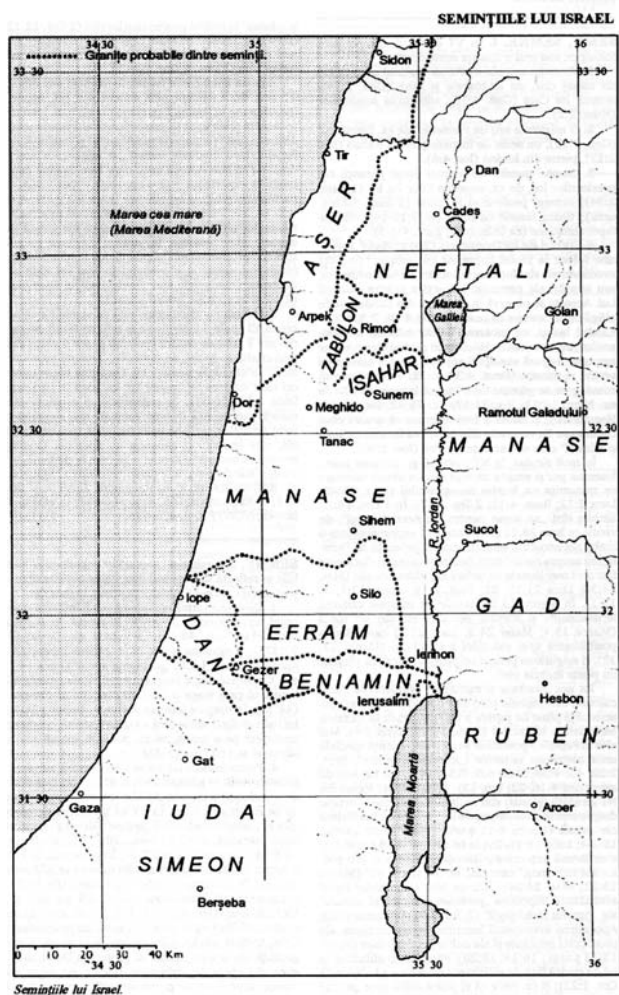 SEMINȚIILE LUI ISRAEL
34 30
35
35 30
36
Granițe probabile dintre seminții.
33 30
33 30
Sidon
Tir
Dan
Marea cea mare
(Marea Mediterană)
AȘER
Cadeș
33
33
NEFTALI
Arpek
ZABULON
Rimon
Marea
Galileii
Golan
ISAHAR
Sunem
Dor
Meghido
Ramotul Galadului
32.30
32.30
Tanac
MANASE
MANASE
R. Iordan
Sihem
Sucot
Iope
Silo
32
32
GAD
DAN
EFRAIM
Gezer
Ierihon
BENIAMIN
Ierusalim
Hesbon
RUBEN
Gat
Marea Moartă
31 30
31 30
Gaza
IUDA
Aroer
SIMEON
Berșeba
0 10 20 40 Km
34 30
35
35 30
36
Semințiile lui Israel.